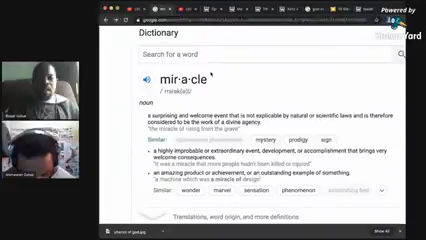 Powered by
StreamYard
google.com
Dictionary
Search for a word
mir·a·cle
noun
a surprising and welcome event that is not explicable by natural or scientific laws and is therefore
considered to be the work of a divine agency.
"the miracle of rising from the grave"
Similar: mystery prodigy sign
a highly improbable or extraordinary event, development, or accomplishment that brings very
welcome consequences.
"it was a miracle that more people hadn't been killed or injured"
an amazing product or achievement, or an outstanding example of something.
"a machine which was a miracle of design"
Similar: wonder marvel sensation phenomenon astonishing feat
Translations, word origin, and more definitions
Show All